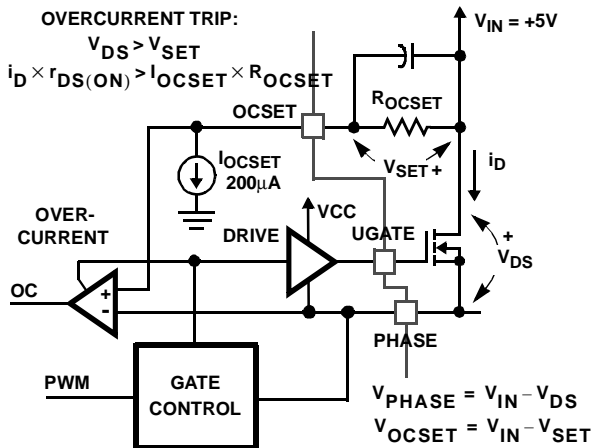 OVERCURRENT TRIP:
V_DS > V_SET
i_D × r_DS(ON) > I_OCSET × R_OCSET
V_IN = +5V
OCSET
R_OCSET
I_OCSET
200μA
V_SET +
i_D
OVER-
CURRENT
VCC
DRIVE
UGATE
+
V_DS
OC
+
-
PHASE
PWM
GATE
CONTROL
V_PHASE = V_IN – V_DS
V_OCSET = V_IN – V_SET